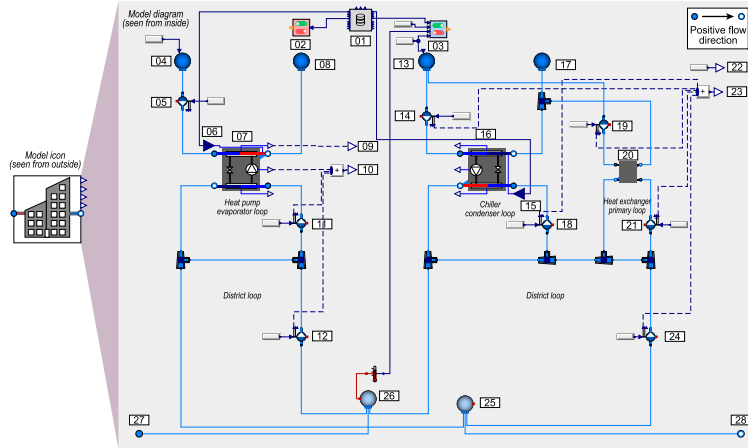 Model diagram
(seen from inside)
Positive flow
direction
01
02
03
04
08
13
17
22
23
05
14
19
06
07
16
09
10
20
Model icon
(seen from outside)
Heat pump
evaporator loop
Chiller
condenser loop
15
Heat exchanger
primary loop
11
18
21
District loop
District loop
12
24
26
25
27
28
+
+